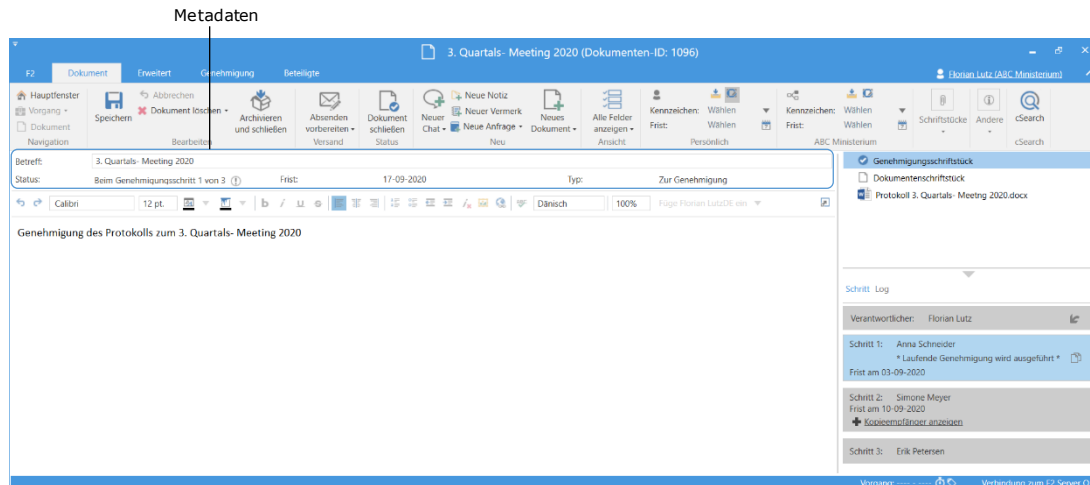 Metadaten
3. Quartals- Meeting 2020 (Dokumenten-ID: 1096)
F2 Dokument Erweitert Genehmigung Beteiligte Florian Lutz (ABC Ministerium)
Hauptfenster
Vorgang
Dokument
Navigation
Speichern
Abbrechen
Dokument löschen
Archivieren
und schließen
Bearbeiten
Absenden
vorbereiten
Versand
Dokument
schließen
Status
Neuer
Chat
Neue Notiz
Neuer Vermerk
Neue Anfrage
Neues
Dokument
Neu
Alle Felder
anzeigen
Ansicht
Kennzeichen: Wählen
Frist: Wählen
Persönlich
Kennzeichen: Wählen
Frist: Wählen
ABC Ministerium
Schriftstücke
Andere
cSearch
cSearch
Betreff: 3. Quartals- Meeting 2020
Status: Beim Genehmigungsschritt 1 von 3 Frist: 17-09-2020 Typ: Zur Genehmigung
Calibri 12 pt. b i u s Dänisch 100% Füge Florian LutzDE ein
Genehmigung des Protokolls zum 3. Quartals- Meeting 2020
Genehmigungsschriftstück
Dokumentenschriftstück
Protokoll 3. Quartals- Meetng 2020.docx
Schritt Log
Verantwortlicher: Florian Lutz
Schritt 1: Anna Schneider
* Laufende Genehmigung wird ausgeführt *
Frist am 03-09-2020
Schritt 2: Simone Meyer
Frist am 10-09-2020
Kopieempfänger anzeigen
Schritt 3: Erik Petersen
Vorgang: ---- - ---- Verbindung zum F2 Server